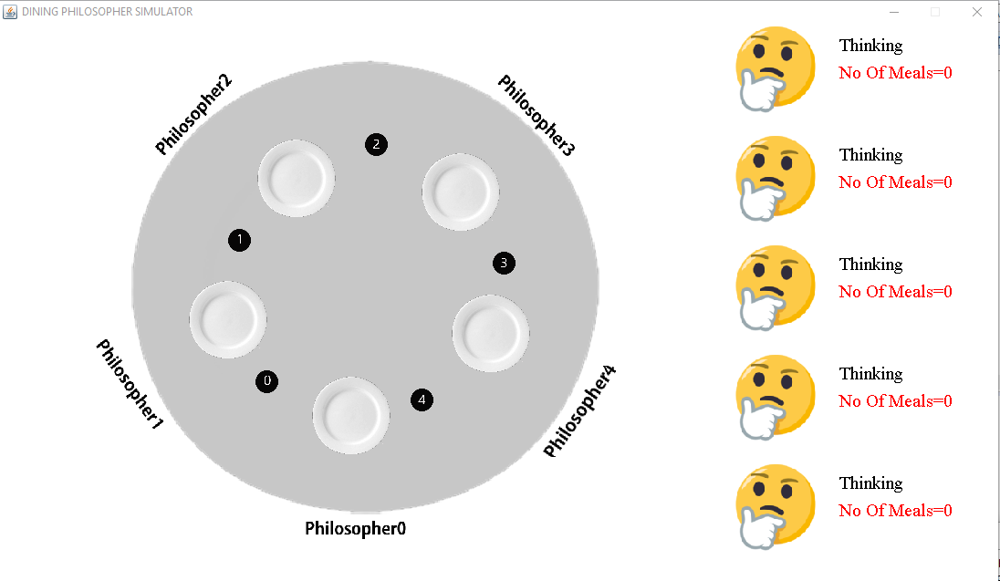 DINING PHILOSOPHER SIMULATOR
Philosopher2
Philosopher3
2
1
3
0
4
Philosopher1
Philosopher4
Philosopher0
Thinking
No Of Meals=0
Thinking
No Of Meals=0
Thinking
No Of Meals=0
Thinking
No Of Meals=0
Thinking
No Of Meals=0